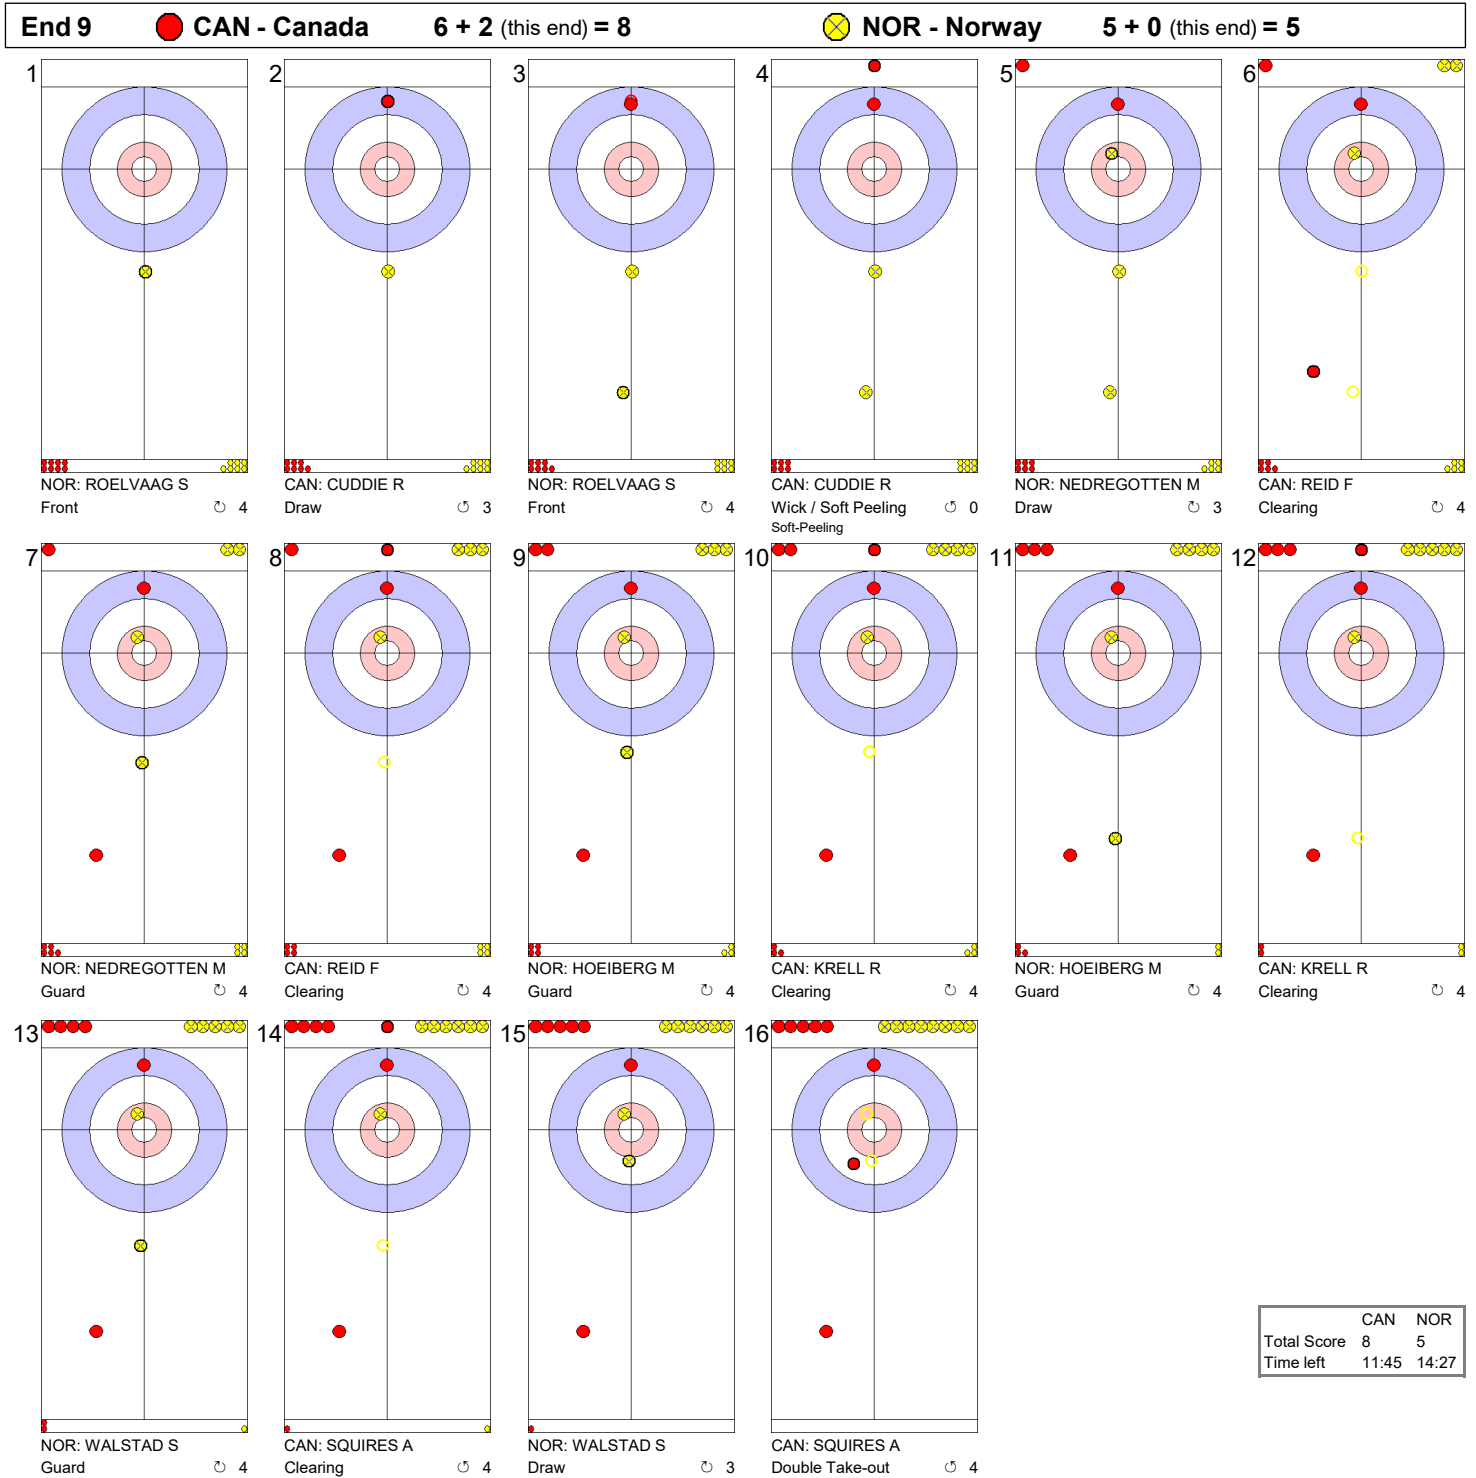 End 9 CAN - Canada 6 + 2 (this end) = 8 NOR - Norway 5 + 0 (this end) = 5
1 2 3 4 5 6
NOR: ROELVAAG S CAN: CUDDIE R NOR: ROELVAAG S CAN: CUDDIE R NOR: NEDREGOTTEN M CAN: REID F
Front ↻ 4 Draw ↺ 3 Front ↻ 4 Wick / Soft Peeling ↺ 0 Draw ↻ 3 Clearing ↻ 4
Soft-Peeling
7 8 9 10 11 12
NOR: NEDREGOTTEN M CAN: REID F NOR: HOEIBERG M CAN: KRELL R NOR: HOEIBERG M CAN: KRELL R
Guard ↻ 4 Clearing ↻ 4 Guard ↻ 4 Clearing ↺ 4 Guard ↻ 4 Clearing ↻ 4
13 14 15 16
NOR: WALSTAD S CAN: SQUIRES A NOR: WALSTAD S CAN: SQUIRES A
Guard ↻ 4 Clearing ↺ 4 Draw ↻ 3 Double Take-out ↺ 4
CAN NOR
Total Score 8 5
Time left 11:45 14:27